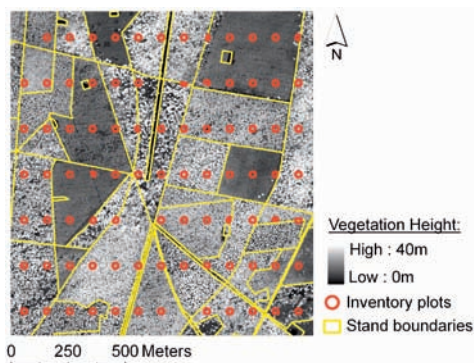 N
Vegetation Height:
High : 40m
Low : 0m
Inventory plots
Stand boundaries
0 250 500 Meters